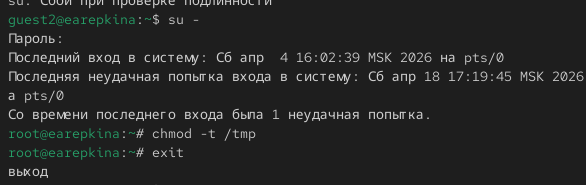 su: Сбой при проверке подлинности
guest2@earepkina:~$ su -
Пароль:
Последний вход в систему: Сб апр  4 16:02:39 MSK 2026 на pts/0
Последняя неудачная попытка входа в систему: Сб апр 18 17:19:45 MSK 2026
а pts/0
Со времени последнего входа была 1 неудачная попытка.
root@earepkina:~# chmod -t /tmp
root@earepkina:~# exit
выход